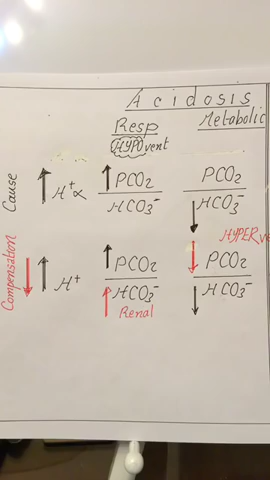 Acidosis
Resp Metabolic
HYPOvent
Cause ↑ H⁺ ∝ ↑ PCO₂ / HCO₃⁻ PCO₂ / ↓ HCO₃⁻
HYPERve
Compensation ↓ ↑ H⁺ ↑ PCO₂ / ↑ HCO₃⁻ ↓ PCO₂ / ↓ HCO₃⁻
Renal